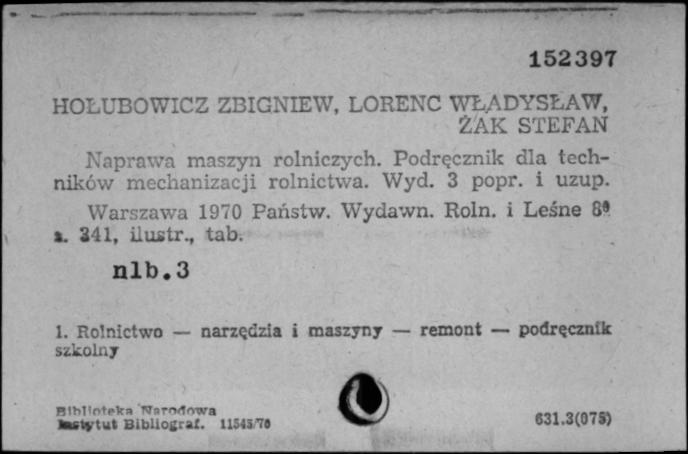 152397
HOŁUBOWICZ ZBIGNIEW, LORENC WŁADYSŁAW,
ŻAK STEFAN
Naprawa maszyn rolniczych. Podręcznik dla tech-
ników mechanizacji rolnictwa. Wyd. 3 popr. i uzup.
Warszawa 1970 Państw. Wydawn. Roln. i Leśne 8°
s. 341, ilustr., tab.
nlb.3
1. Rolnictwo — narzędzia i maszyny — remont — podręcznik
szkolny
Biblioteka Narodowa
Instytut Bibliograf. 11545/70
631.3(075)